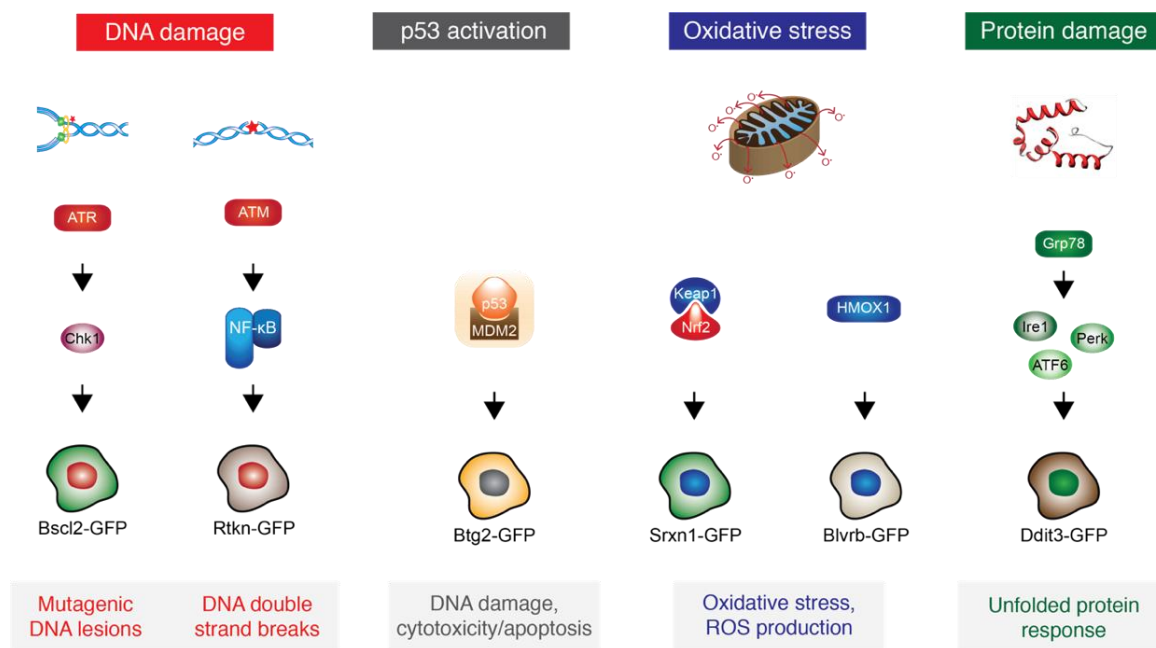 DNA damage
p53 activation
Oxidative stress
Protein damage
O·
O·
O·
O·
O·
O·
O·
O·
O·
O·
ATR
ATM
Grp78
Chk1
NF-κB
p53
MDM2
Keap1
Nrf2
HMOX1
Ire1
Perk
ATF6
Bscl2-GFP
Rtkn-GFP
Btg2-GFP
Srxn1-GFP
Blvrb-GFP
Ddit3-GFP
Mutagenic
DNA lesions
DNA double
strand breaks
DNA damage,
cytotoxicity/apoptosis
Oxidative stress,
ROS production
Unfolded protein
response